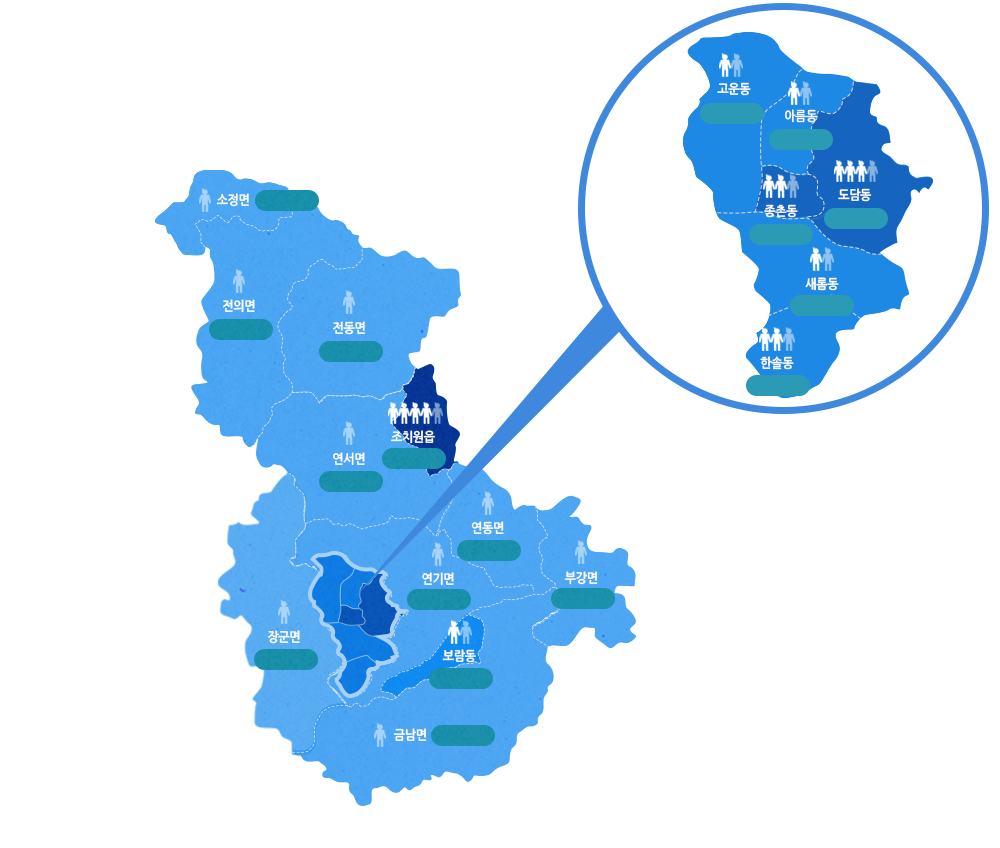 고운동
아름동
도담동
종촌동
새롬동
한솔동
소정면
전의면
전동면
조치원읍
연서면
연동면
연기면
부강면
장군면
보람동
금남면